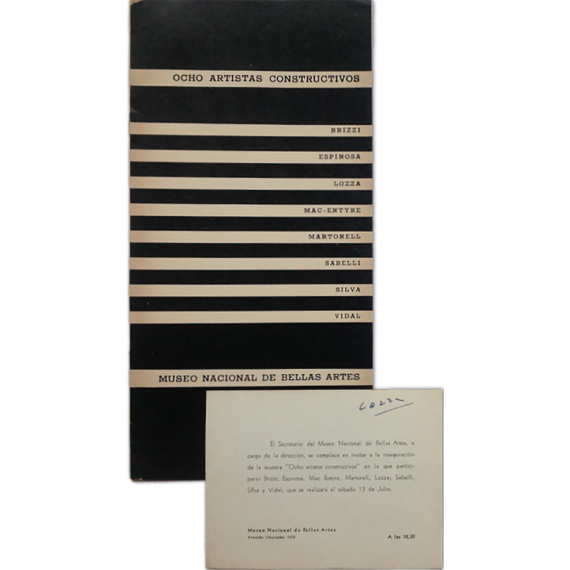 OCHO ARTISTAS CONSTRUCTIVOS
BRIZZI
ESPINOSA
LOZZA
MAC-ENTYRE
MARTORELL
SABELLI
SILVA
VIDAL
MUSEO NACIONAL DE BELLAS ARTES
Lozza
El Secretario del Museo Nacional de Bellas Artes, a
cargo de la dirección, se complace en invitar a la inauguración
de la muestra "Ocho artistas constructivos" en la que partici-
parán Brizzi, Espinosa, Mac Entyre, Martorell, Lozza, Sabelli,
Silva y Vidal, que se realizará el sábado 13 de Julio.
Museo Nacional de Bellas Artes
Avenida Libertador
A las 18,30